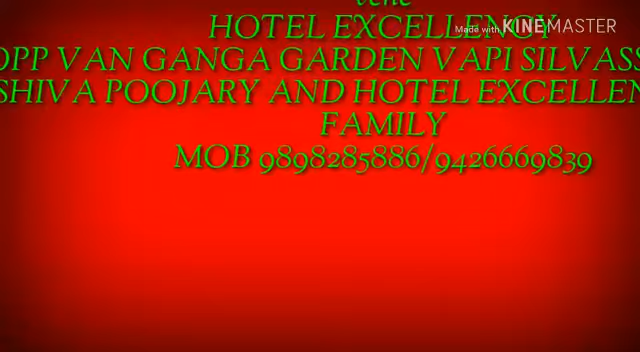 HOTEL EXCELLENCY
Made with KINEMASTER
OPP VAN GANGA GARDEN VAPI SILVASS
SHIVA POOJARY AND HOTEL EXCELLEN
FAMILY
MOB 9898285886/9426669839